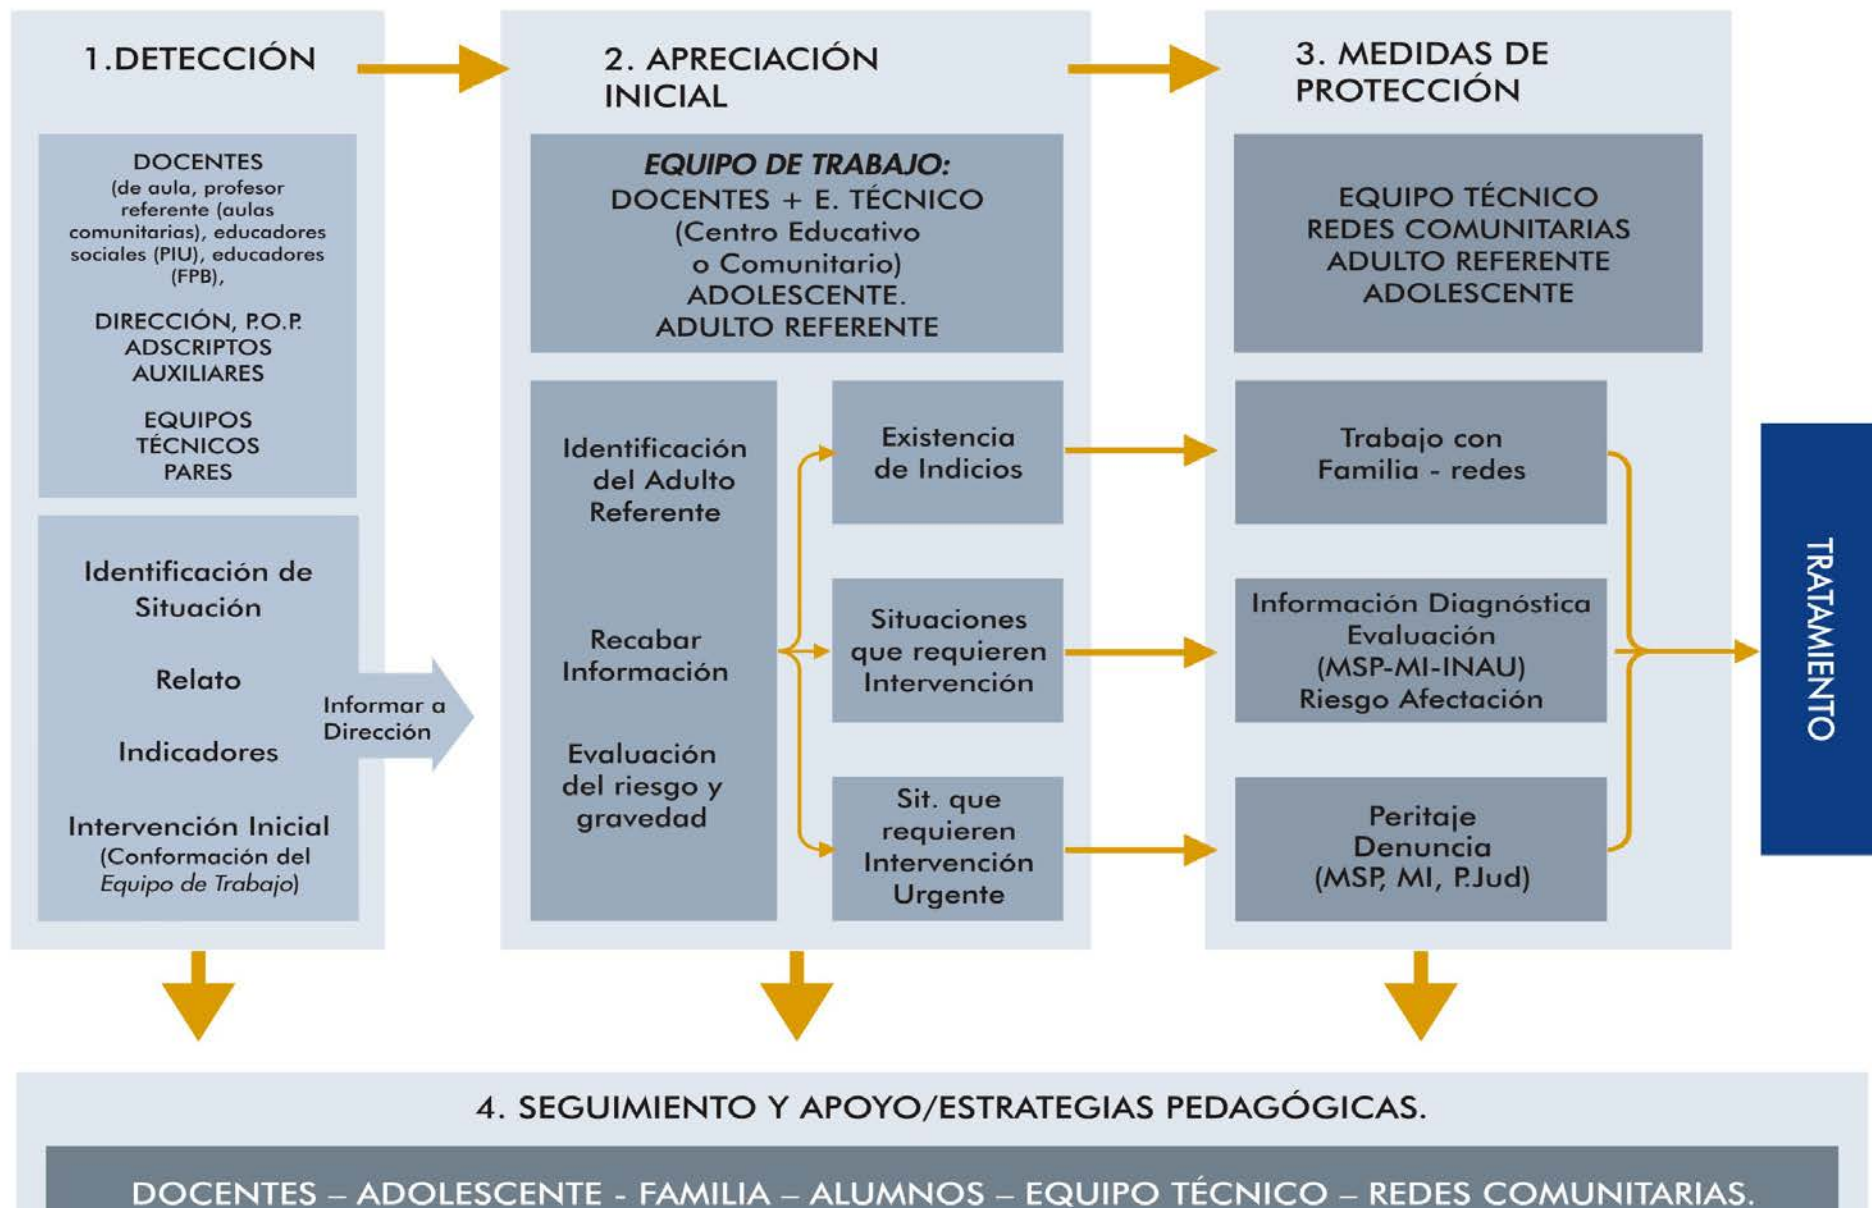 1.DETECCIÓN
DOCENTES
(de aula, profesor
referente (aulas
comunitarias), educadores
sociales (PIU), educadores
(FPB),
DIRECCIÓN, P.O.P.
ADSCRIPTOS
AUXILIARES
EQUIPOS
TÉCNICOS
PARES
Identificación de
Situación
Relato
Indicadores
Intervención Inicial
(Conformación del
Equipo de Trabajo)
Informar a
Dirección
2. APRECIACIÓN
INICIAL
EQUIPO DE TRABAJO:
DOCENTES + E. TÉCNICO
(Centro Educativo
o Comunitario)
ADOLESCENTE.
ADULTO REFERENTE
Identificación
del Adulto
Referente
Recabar
Información
Evaluación
del riesgo y
gravedad
Existencia
de Indicios
Situaciones
que requieren
Intervención
Sit. que
requieren
Intervención
Urgente
3. MEDIDAS DE
PROTECCIÓN
EQUIPO TÉCNICO
REDES COMUNITARIAS
ADULTO REFERENTE
ADOLESCENTE
Trabajo con
Familia - redes
Información Diagnóstica
Evaluación
(MSP-MI-INAU)
Riesgo Afectación
Peritaje
Denuncia
(MSP, MI, P.Jud)
TRATAMIENTO
4. SEGUIMIENTO Y APOYO/ESTRATEGIAS PEDAGÓGICAS.
DOCENTES – ADOLESCENTE - FAMILIA – ALUMNOS – EQUIPO TÉCNICO – REDES COMUNITARIAS.